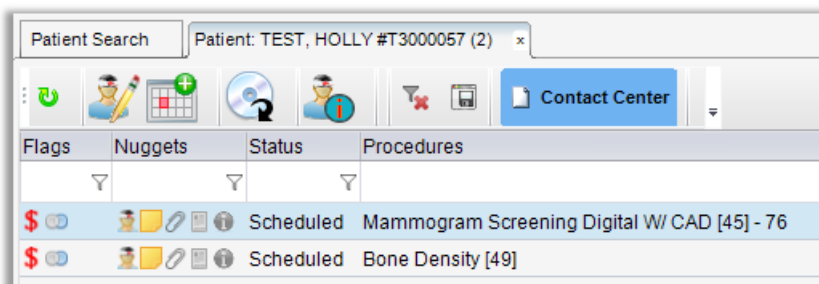 Patient Search Patient: TEST, HOLLY #T3000057 (2) x
Contact Center
Flags Nuggets Status Procedures
$ Scheduled Mammogram Screening Digital W/ CAD [45] - 76
$ Scheduled Bone Density [49]